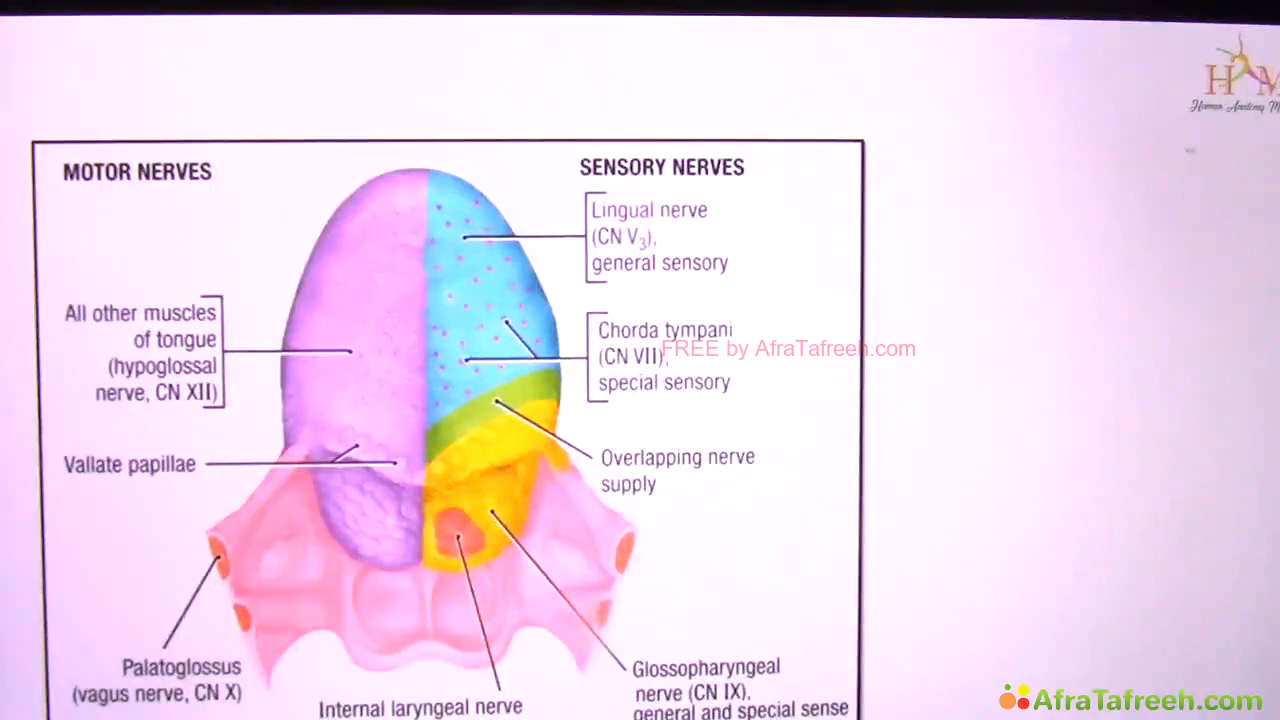 MOTOR NERVES
SENSORY NERVES
Lingual nerve
(CN V3),
general sensory
All other muscles
of tongue
(hypoglossal
nerve, CN XII)
Chorda tympani
(CN VII),
special sensory
FREE by AfraTafreeh.com
Vallate papillae
Overlapping nerve
supply
Palatoglossus
(vagus nerve, CN X)
Internal laryngeal nerve
Glossopharyngeal
nerve (CN IX),
general and special sense
Human Anatomy
AfraTafreeh.com